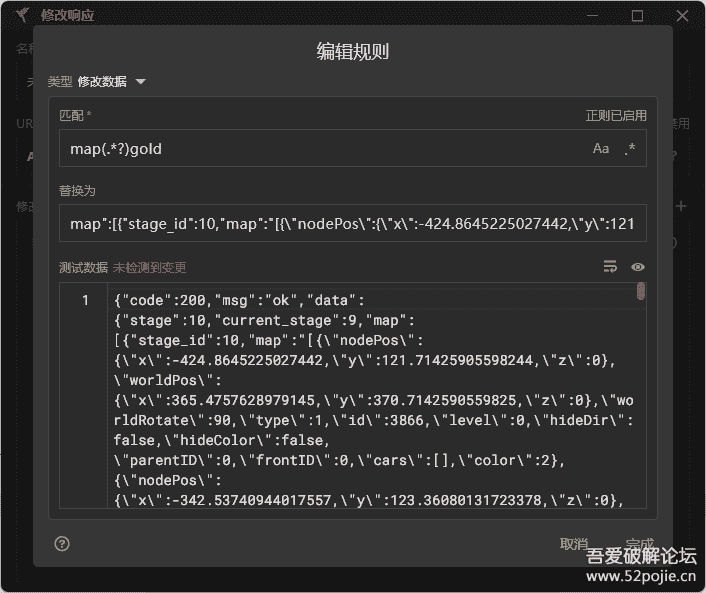 修改响应
编辑规则
类型 修改数据
匹配 *
正则已启用
map(.*?)gold
Aa .*
替换为
map":[{"stage_id":10,"map":"[{\"nodePos\":{\"x\":-424.8645225027442,\"y\":121
测试数据 未检测到变更
1
{"code":200,"msg":"ok","data":
{"stage":10,"current_stage":9,"map":
[{"stage_id":10,"map":"[{\"nodePos\":
{\"x\":-424.8645225027442,\"y\":121.71425905598244,\"z\":0},
\"worldPos\":
{\"x\":365.4757628979145,\"y\":370.7142590559825,\"z\":0},\"wo
rldRotate\":90,\"type\":1,\"id\":3866,\"level\":0,\"hideDir\":
false,\"hideColor\":false,
\"parentID\":0,\"frontID\":0,\"cars\":[],\"color\":2},
{\"nodePos\":
{\"x\":-342.53740944017557,\"y\":123.36080131723378,\"z\":0},
取消
完成
吾爱破解论坛
www.52pojie.cn